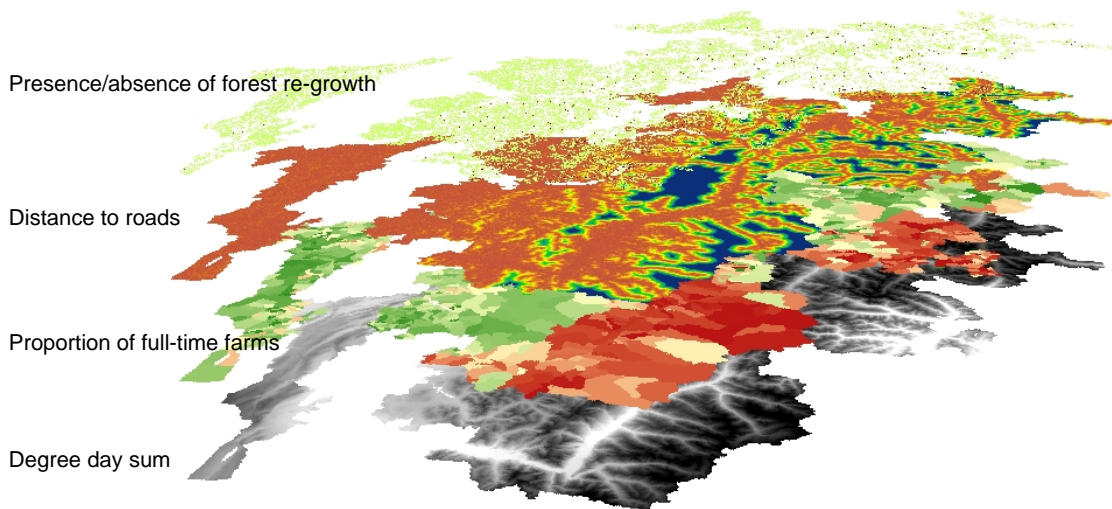 Presence/absence of forest re-growth
Distance to roads
Proportion of full-time farms
Degree day sum